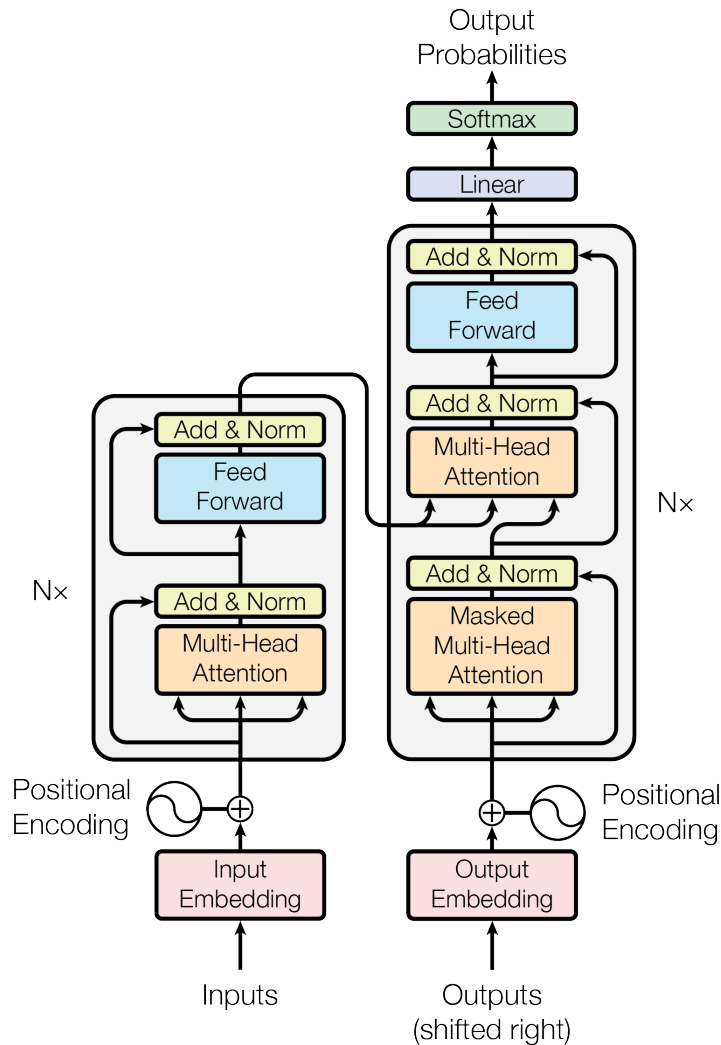 Output
Probabilities
Softmax
Linear
Add & Norm
Feed
Forward
Add & Norm
Multi-Head
Attention
Add & Norm
Masked
Multi-Head
Attention
N×
Add & Norm
Feed
Forward
Add & Norm
Multi-Head
Attention
N×
Positional
Encoding
Positional
Encoding
Input
Embedding
Output
Embedding
Inputs
Outputs
(shifted right)